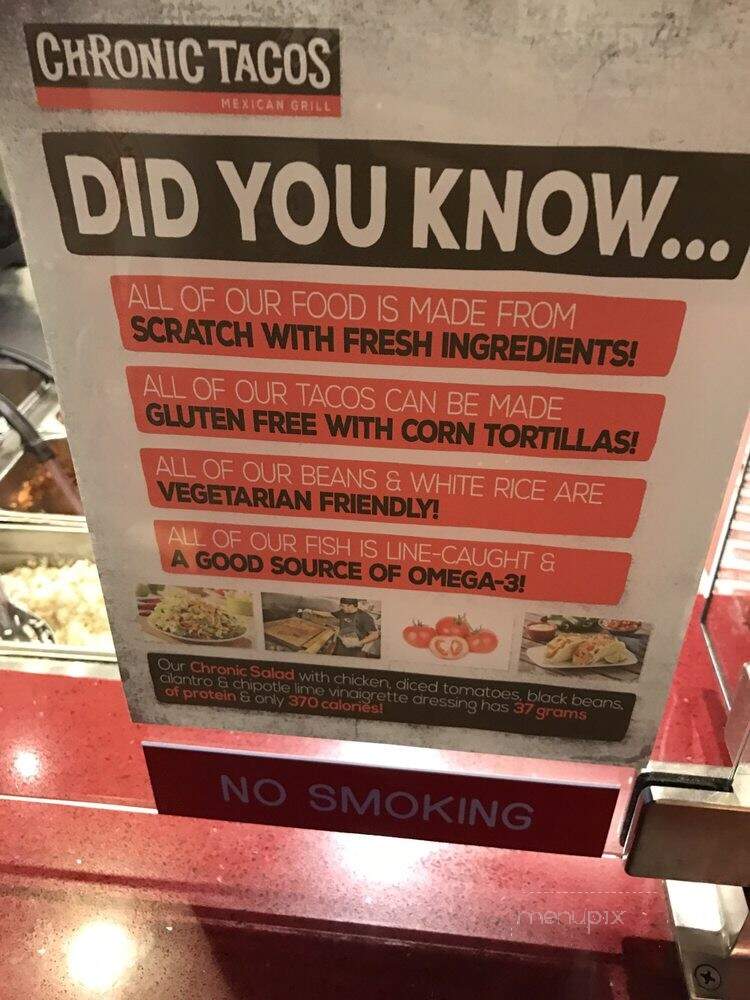 CHRONIC TACOS
MEXICAN GRILL
DID YOU KNOW...
ALL OF OUR FOOD IS MADE FROM
SCRATCH WITH FRESH INGREDIENTS!
ALL OF OUR TACOS CAN BE MADE
GLUTEN FREE WITH CORN TORTILLAS!
ALL OF OUR BEANS & WHITE RICE ARE
VEGETARIAN FRIENDLY!
ALL OF OUR FISH IS LINE-CAUGHT &
A GOOD SOURCE OF OMEGA-3!
Our Chronic Salad with chicken, diced tomatoes, black beans,
cilantro & chipotle lime vinaigrette dressing has 37 grams
of protein & only 370 calories!
NO SMOKING
menupix